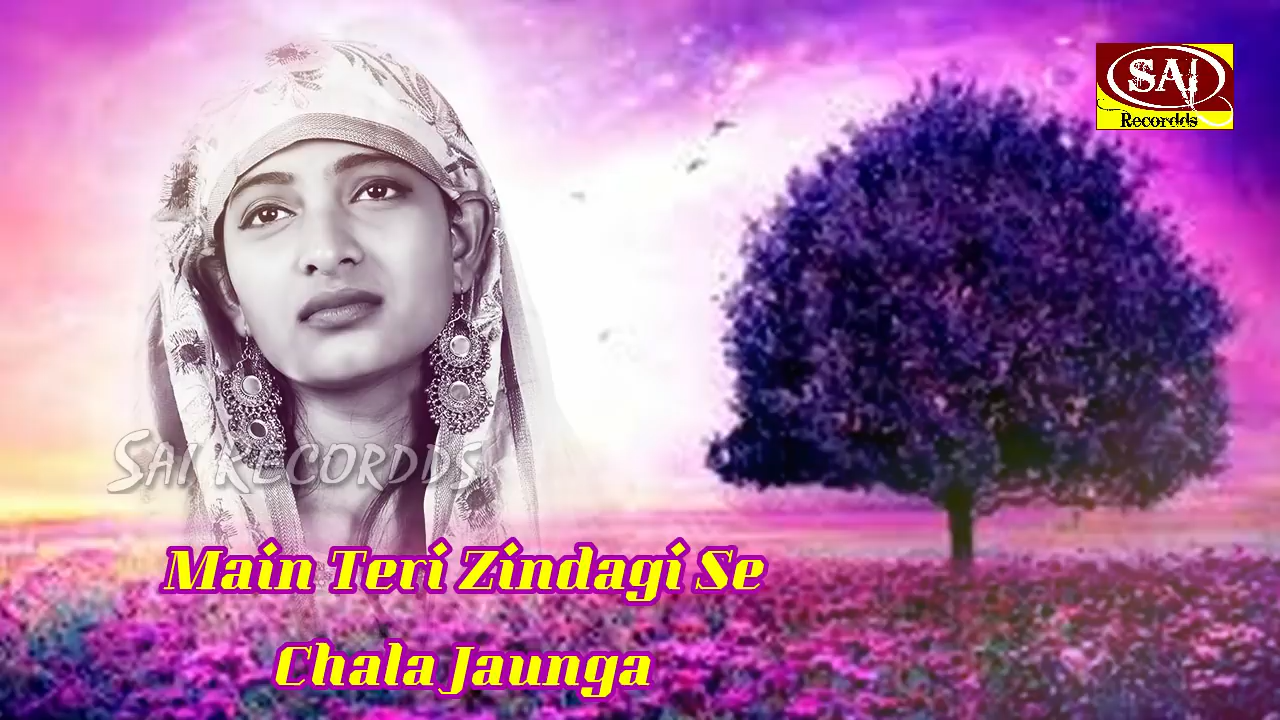 SAI
Recordds
Sai Recordds
Main Teri Zindagi Se
Chala Jaunga